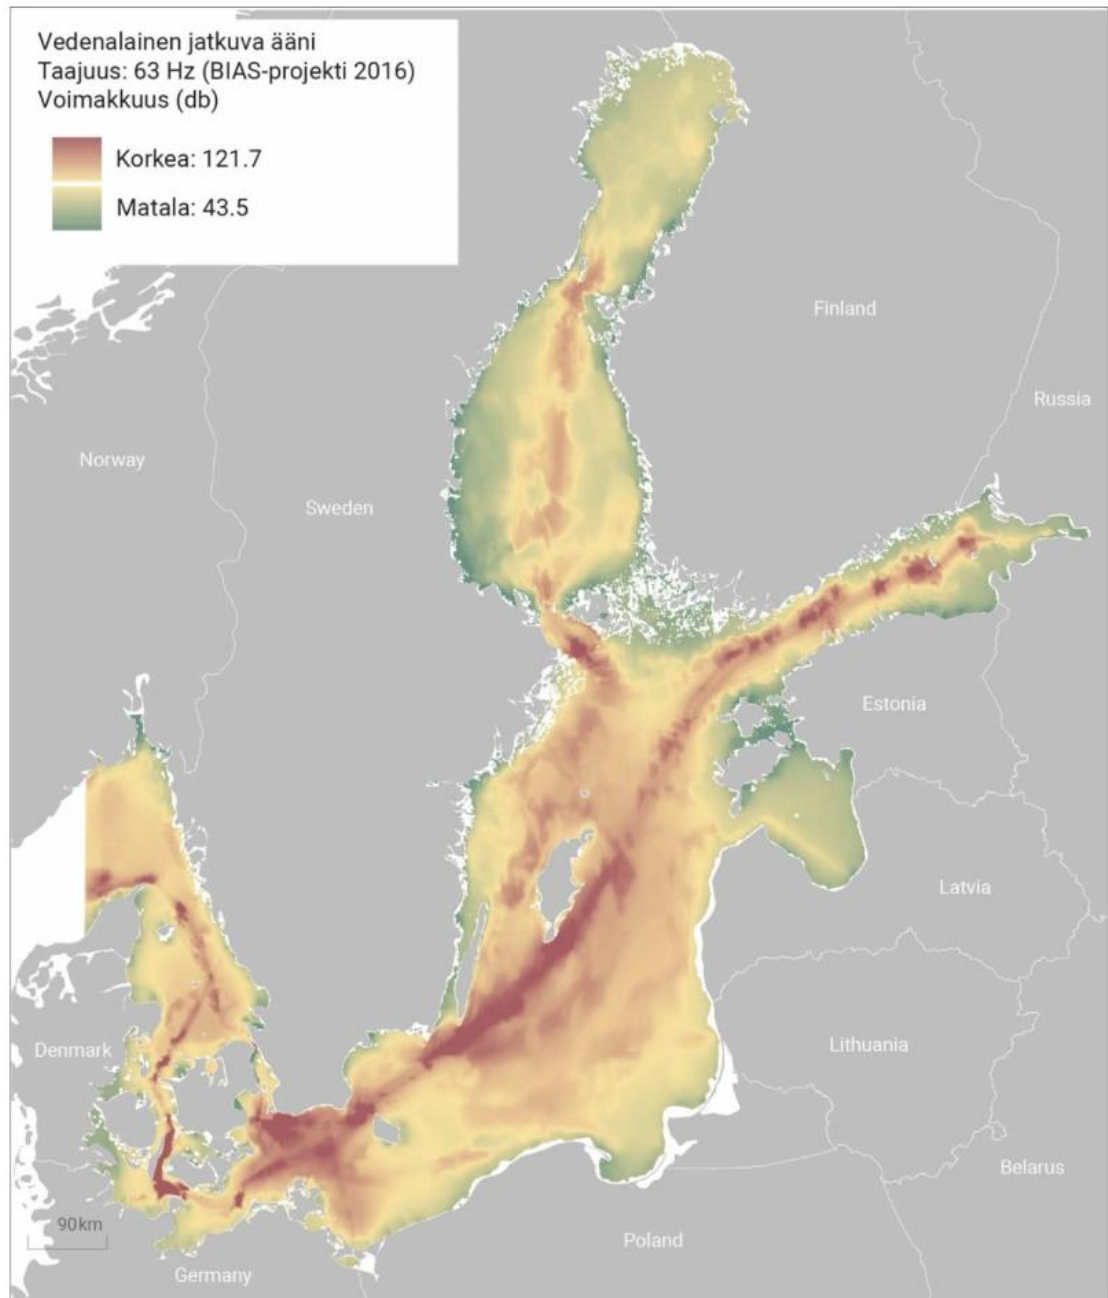 Vedenalainen jatkuva ääni
Taajuus: 63 Hz (BIAS-projekti 2016)
Voimakkuus (db)
Korkea: 121.7
Matala: 43.5
Finland
Russia
Norway
Sweden
Estonia
Latvia
Denmark
Lithuania
Belarus
90km
Poland
Germany